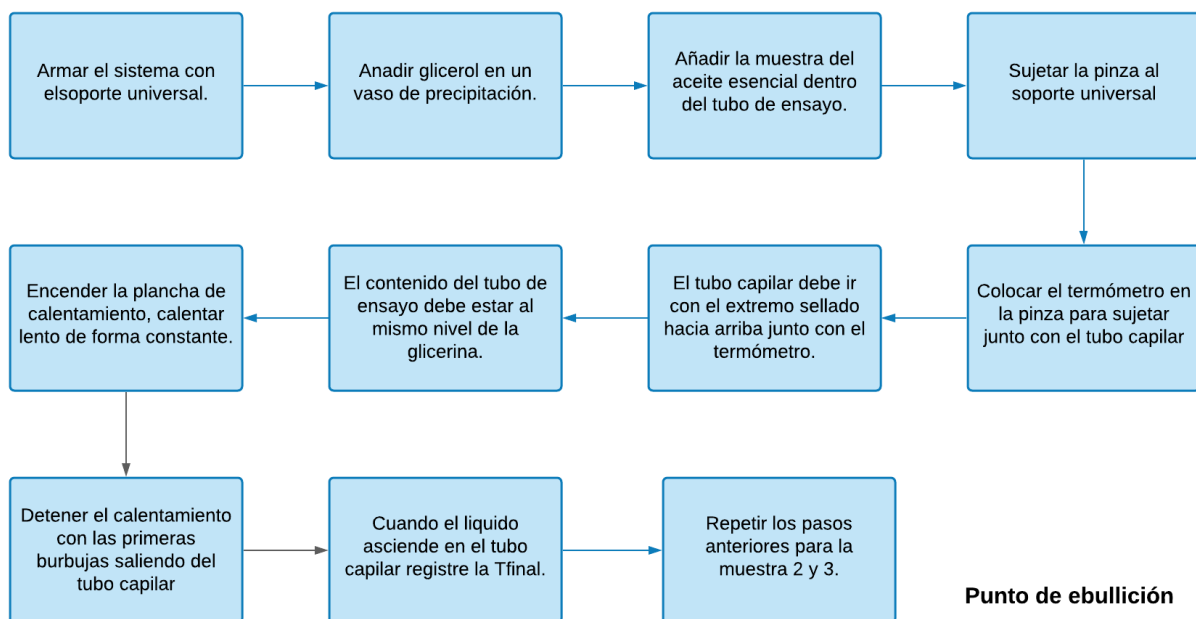 Armar el sistema con
elsoporte universal.
Anadir glicerol en un
vaso de precipitación.
Añadir la muestra del
aceite esencial dentro
del tubo de ensayo.
Sujetar la pinza al
soporte universal
Colocar el termómetro en
la pinza para sujetar
junto con el tubo capilar
El tubo capilar debe ir
con el extremo sellado
hacia arriba junto con el
termómetro.
El contenido del tubo de
ensayo debe estar al
mismo nivel de la
glicerina.
Encender la plancha de
calentamiento, calentar
lento de forma constante.
Detener el calentamiento
con las primeras
burbujas saliendo del
tubo capilar
Cuando el liquido
asciende en el tubo
capilar registre la Tfinal.
Repetir los pasos
anteriores para la
muestra 2 y 3.
Punto de ebullición